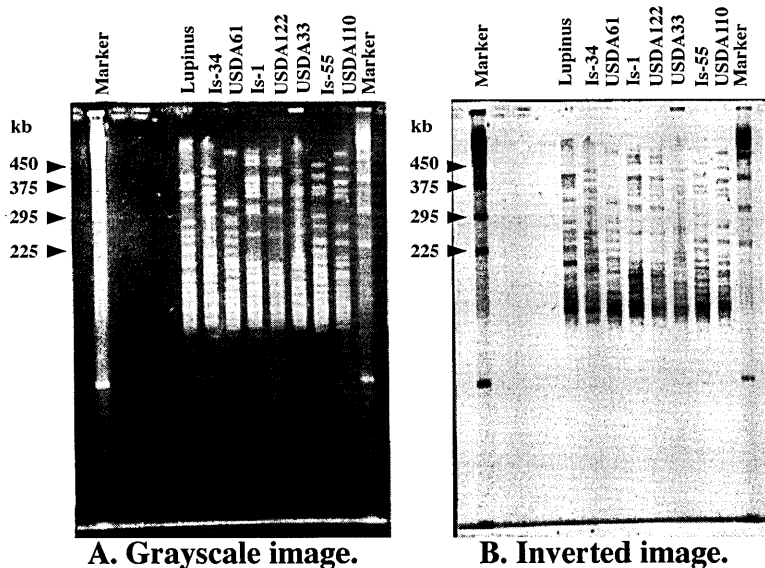 Marker
Lupinus
Is-34
USDA61
Is-1
USDA122
USDA33
Is-55
USDA110
Marker
kb
450
375
295
225
A. Grayscale image.
Marker
Lupinus
Is-34
USDA61
Is-1
USDA122
USDA33
Is-55
USDA110
Marker
kb
450
375
295
225
B. Inverted image.